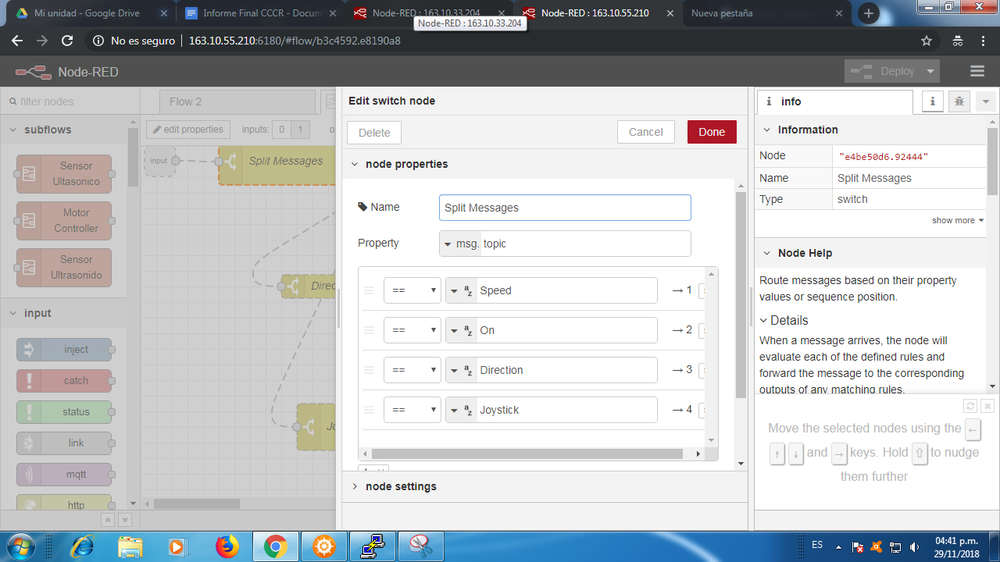 Mi unidad - Google Drive
Informe Final CCCR - Docum
Node-RED : 163.10.33.204
Node-RED : 163.10.55.210
Nueva pestaña
Node-RED : 163.10.33.204
No es seguro
163.10.55.210:6180/#flow/b3c4592.e8190a8
Node-RED
Deploy
filter nodes
subflows
Sensor
Ultasonico
Motor
Controller
Sensor
Ultrasonido
input
inject
catch
status
link
mqtt
http
Flow 2
edit properties
inputs:
0
1
input
Split Messages
Direc
Jo
Edit switch node
Delete
Cancel
Done
node properties
Name
Split Messages
Property
msg. topic
== Speed → 1
== On → 2
== Direction → 3
== Joystick → 4
node settings
info
Information
Node "e4be50d6.92444"
Name Split Messages
Type switch
show more
Node Help
Route messages based on their property
values or sequence position.
Details
When a message arrives, the node will
evaluate each of the defined rules and
forward the message to the corresponding
outputs of any matching rules.
Move the selected nodes using the ←
↑ ↓ and → keys. Hold ⇧ to nudge
them further
ES
04:41 p.m.
29/11/2018